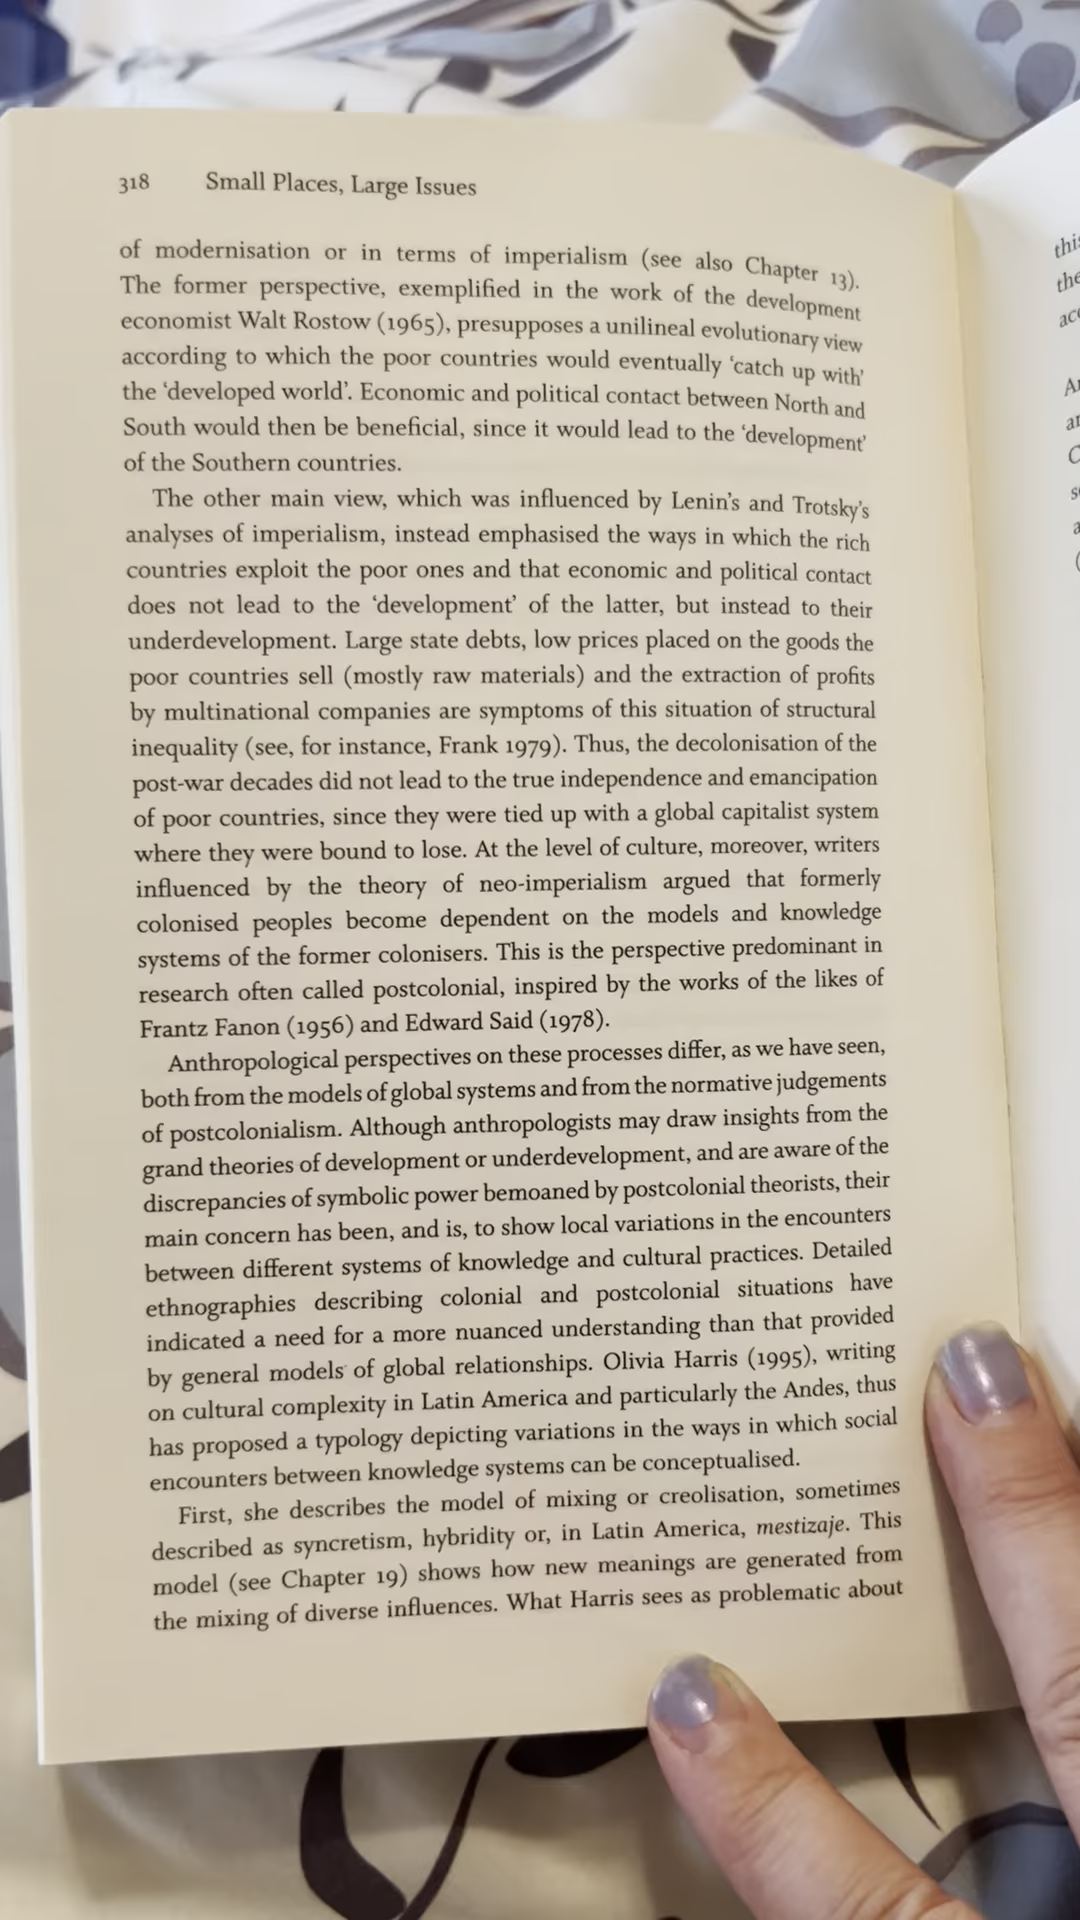 318 Small Places, Large Issues
of modernisation or in terms of imperialism (see also Chapter 13).
The former perspective, exemplified in the work of the development
economist Walt Rostow (1965), presupposes a unilineal evolutionary view
according to which the poor countries would eventually ‘catch up with’
the ‘developed world’. Economic and political contact between North and
South would then be beneficial, since it would lead to the ‘development’
of the Southern countries.
The other main view, which was influenced by Lenin’s and Trotsky’s
analyses of imperialism, instead emphasised the ways in which the rich
countries exploit the poor ones and that economic and political contact
does not lead to the ‘development’ of the latter, but instead to their
underdevelopment. Large state debts, low prices placed on the goods the
poor countries sell (mostly raw materials) and the extraction of profits
by multinational companies are symptoms of this situation of structural
inequality (see, for instance, Frank 1979). Thus, the decolonisation of the
post-war decades did not lead to the true independence and emancipation
of poor countries, since they were tied up with a global capitalist system
where they were bound to lose. At the level of culture, moreover, writers
influenced by the theory of neo-imperialism argued that formerly
colonised peoples become dependent on the models and knowledge
systems of the former colonisers. This is the perspective predominant in
research often called postcolonial, inspired by the works of the likes of
Frantz Fanon (1956) and Edward Said (1978).
Anthropological perspectives on these processes differ, as we have seen,
both from the models of global systems and from the normative judgements
of postcolonialism. Although anthropologists may draw insights from the
grand theories of development or underdevelopment, and are aware of the
discrepancies of symbolic power bemoaned by postcolonial theorists, their
main concern has been, and is, to show local variations in the encounters
between different systems of knowledge and cultural practices. Detailed
ethnographies describing colonial and postcolonial situations have
indicated a need for a more nuanced understanding than that provided
by general models of global relationships. Olivia Harris (1995), writing
on cultural complexity in Latin America and particularly the Andes, thus
has proposed a typology depicting variations in the ways in which social
encounters between knowledge systems can be conceptualised.
First, she describes the model of mixing or creolisation, sometimes
described as syncretism, hybridity or, in Latin America, mestizaje. This
model (see Chapter 19) shows how new meanings are generated from
the mixing of diverse influences. What Harris sees as problematic about